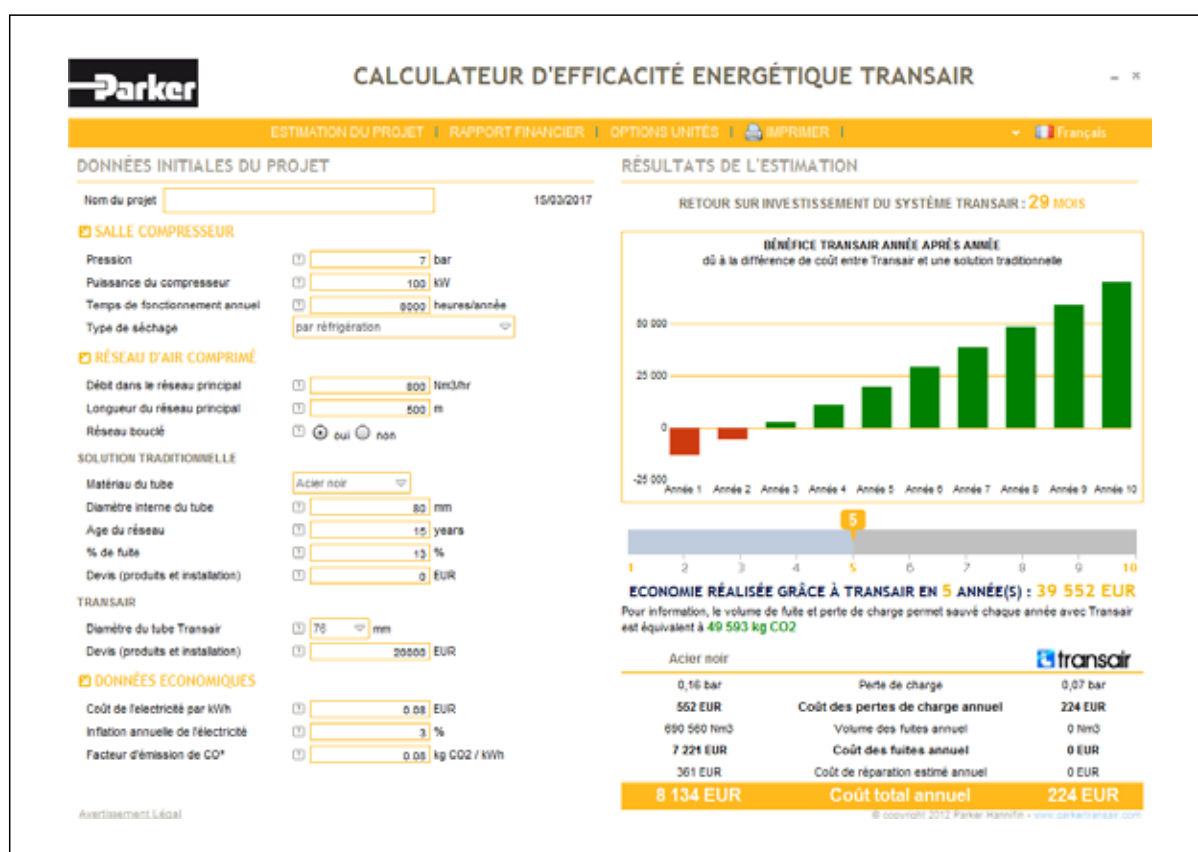 Parker
CALCULATEUR D'EFFICACITÉ ENERGÉTIQUE TRANSAIR
ESTIMATION DU PROJET | RAPPORT FINANCIER | OPTIONS UNITÉS | IMPRIMER | Français
DONNÉES INITIALES DU PROJET
Nom du projet 15/03/2017
SALLE COMPRESSEUR
Pression 7 bar
Puissance du compresseur 100 kW
Temps de fonctionnement annuel heures/année
Type de séchage par réfrigération
RÉSEAU D'AIR COMPRIMÉ
Débit dans le réseau principal 800 Nm3/hr
Longueur du réseau principal 500 m
Réseau bouclé oui non
SOLUTION TRADITIONNELLE
Matériau du tube Acier noir
Diamètre interne du tube 80 mm
Age du réseau 15 years
% de fuite 13 %
Devis (produits et installation) 0 EUR
TRANSAIR
Diamètre du tube Transair 76 mm
Devis (produits et installation) 20000 EUR
DONNÉES ECONOMIQUES
Coût de l'electricité par kWh 0.08 EUR
Inflation annuelle de l'électricité 3 %
Facteur d'émission de CO² 0.08 kg CO2 / kWh
Avertissement Légal
RÉSULTATS DE L'ESTIMATION
RETOUR SUR INVESTISSEMENT DU SYSTÈME TRANSAIR : 29 MOIS
BÉNÉFICE TRANSAIR ANNÉE APRÈS ANNÉE
dû à la différence de coût entre Transair et une solution traditionnelle
50 000
25 000
0
-25 000
Année 1 Année 2 Année 3 Année 4 Année 5 Année 6 Année 7 Année 8 Année 9 Année 10
5
1 2 3 4 5 6 7 8 9 10
ECONOMIE RÉALISÉE GRÂCE À TRANSAIR EN 5 ANNÉE(S) : 39 552 EUR
Pour information, le volume de fuite et perte de charge permet sauvé chaque année avec Transair
est équivalent à 49 593 kg CO2
Acier noir transair
0,16 bar Perte de charge 0,07 bar
552 EUR Coût des pertes de charge annuel 224 EUR
690 560 Nm3 Volume des fuites annuel 0 Nm3
7 221 EUR Coût des fuites annuel 0 EUR
361 EUR Coût de réparation estimé annuel 0 EUR
8 134 EUR Coût total annuel 224 EUR
© copyright 2012 Parker Hannifin - www.parkertransair.com